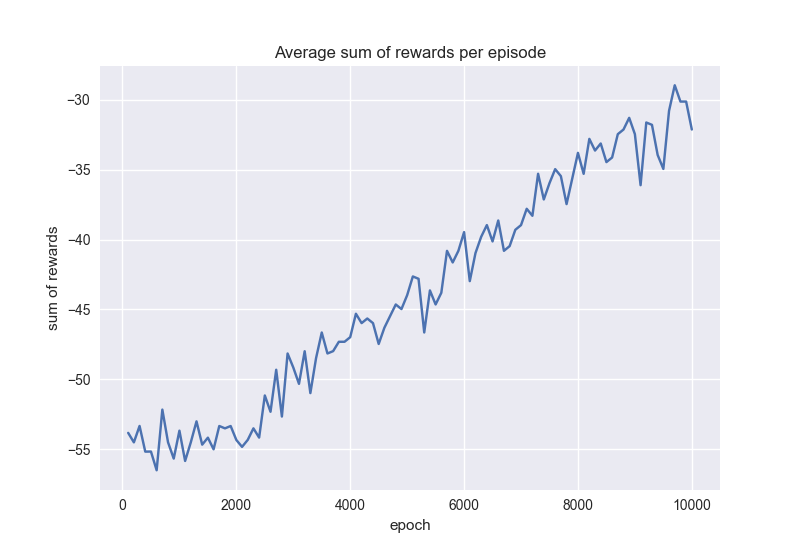 Average sum of rewards per episode
−30
−35
−40
−45
−50
−55
sum of rewards
0 2000 4000 6000 8000 10000
epoch